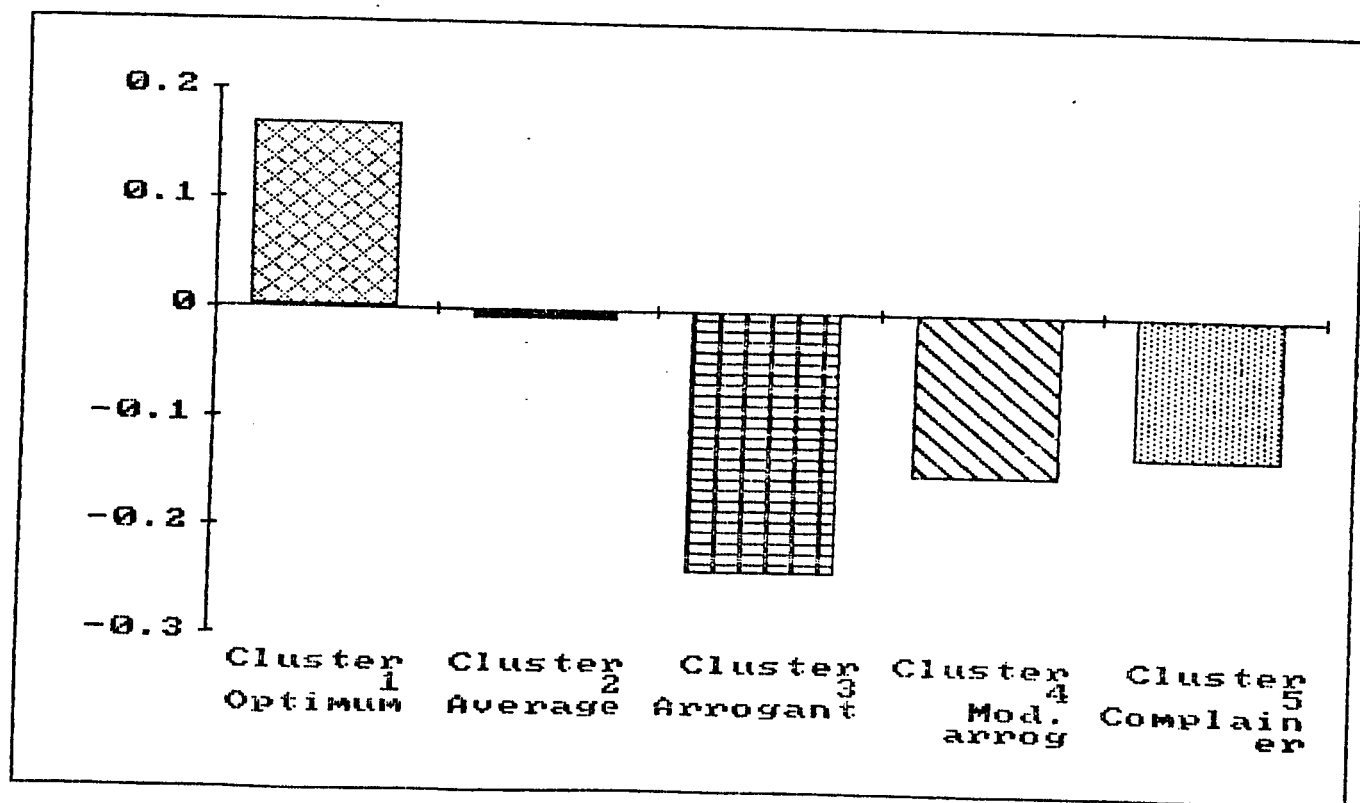 0.2
0.1
0
-0.1
-0.2
-0.3
Cluster 1 Optimum
Cluster 2 Average
Cluster 3 Arrogant
Cluster 4 Mod. arrog
Cluster 5 Complain er